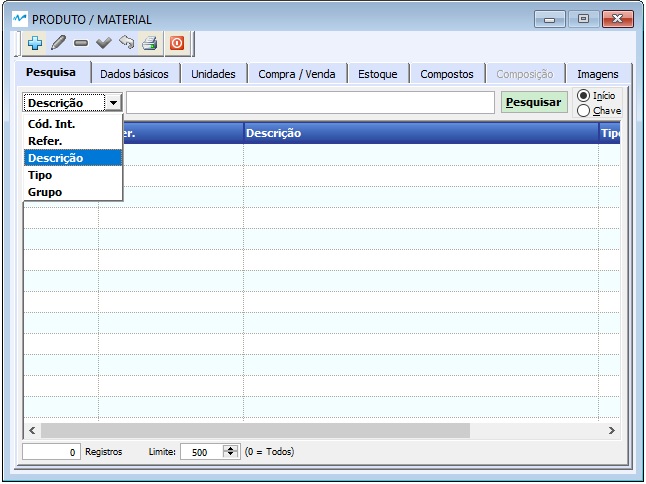 PRODUTO / MATERIAL
Pesquisa Dados básicos Unidades Compra / Venda Estoque Compostos Composição Imagens
Descrição Pesquisar Início
Chave
Cód. Int.
Refer.
Descrição
Tipo
Grupo
er. Descrição Tipo
0 Registros Limite: 500 (0 = Todos)